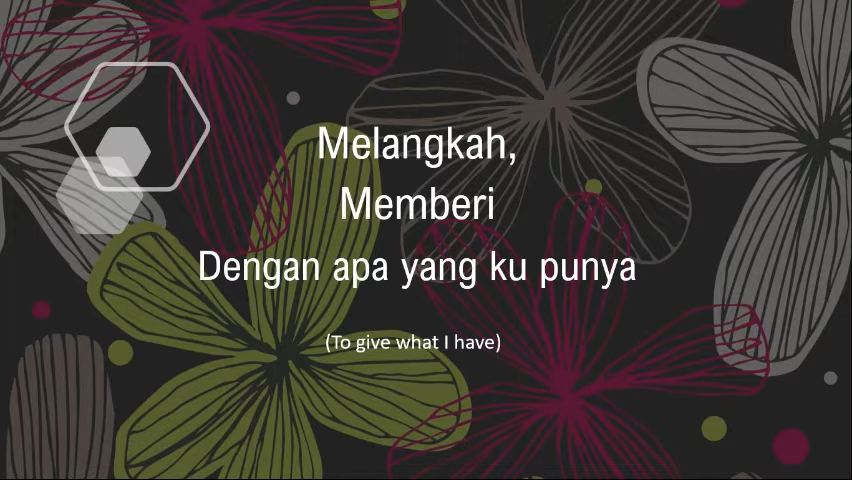 Melangkah,
Memberi
Dengan apa yang ku punya
(To give what I have)